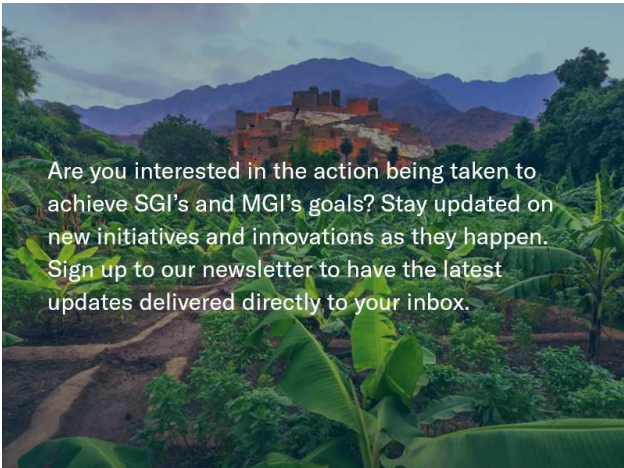 Are you interested in the action being taken to
achieve SGI's and MGI's goals? Stay updated on
new initiatives and innovations as they happen.
Sign up to our newsletter to have the latest
updates delivered directly to your inbox.